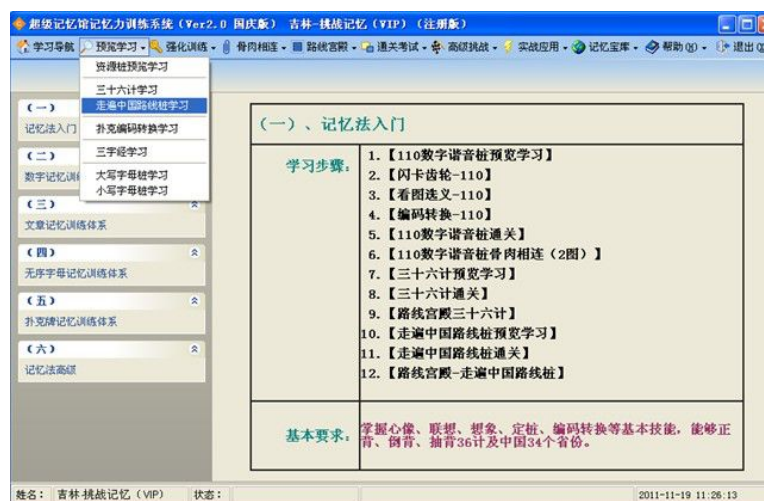 超级记忆馆记忆力训练系统（Ver2.0 国庆版） 吉林-挑战记忆（VIP）（注册版）
学习导航 预览学习 强化训练 骨肉相连 路线宫殿 通关考试 高级挑战 实战应用 记忆宝库 帮助(H) 退出(Q)
资源桩预览学习
三十六计学习
走遍中国路线桩学习
扑克编码转换学习
三字经学习
大写字母桩学习
小写字母桩学习
(一)
记忆法入门
(二)
数字记忆训
(三)
文章记忆训练体系
(四)
无序字母记忆训练体系
(五)
扑克牌记忆训练体系
(六)
记忆法高级
(一)、记忆法入门
学习步骤:
1.【110数字谐音桩预览学习】
2.【闪卡齿轮-110】
3.【看图选义-110】
4.【编码转换-110】
5.【110数字谐音桩通关】
6.【110数字谐音桩骨肉相连（2图）】
7.【三十六计预览学习】
8.【三十六计通关】
9.【路线宫殿三十六计】
10.【走遍中国路线桩预览学习】
11.【走遍中国路线桩通关】
12.【路线宫殿-走遍中国路线桩】
基本要求:
掌握心像、联想、想象、定桩、编码转换等基本技能，能够正
背、倒背、抽背36计及中国34个省份。
姓名: 吉林-挑战记忆（VIP） 状态: 2011-11-19 11:26:13